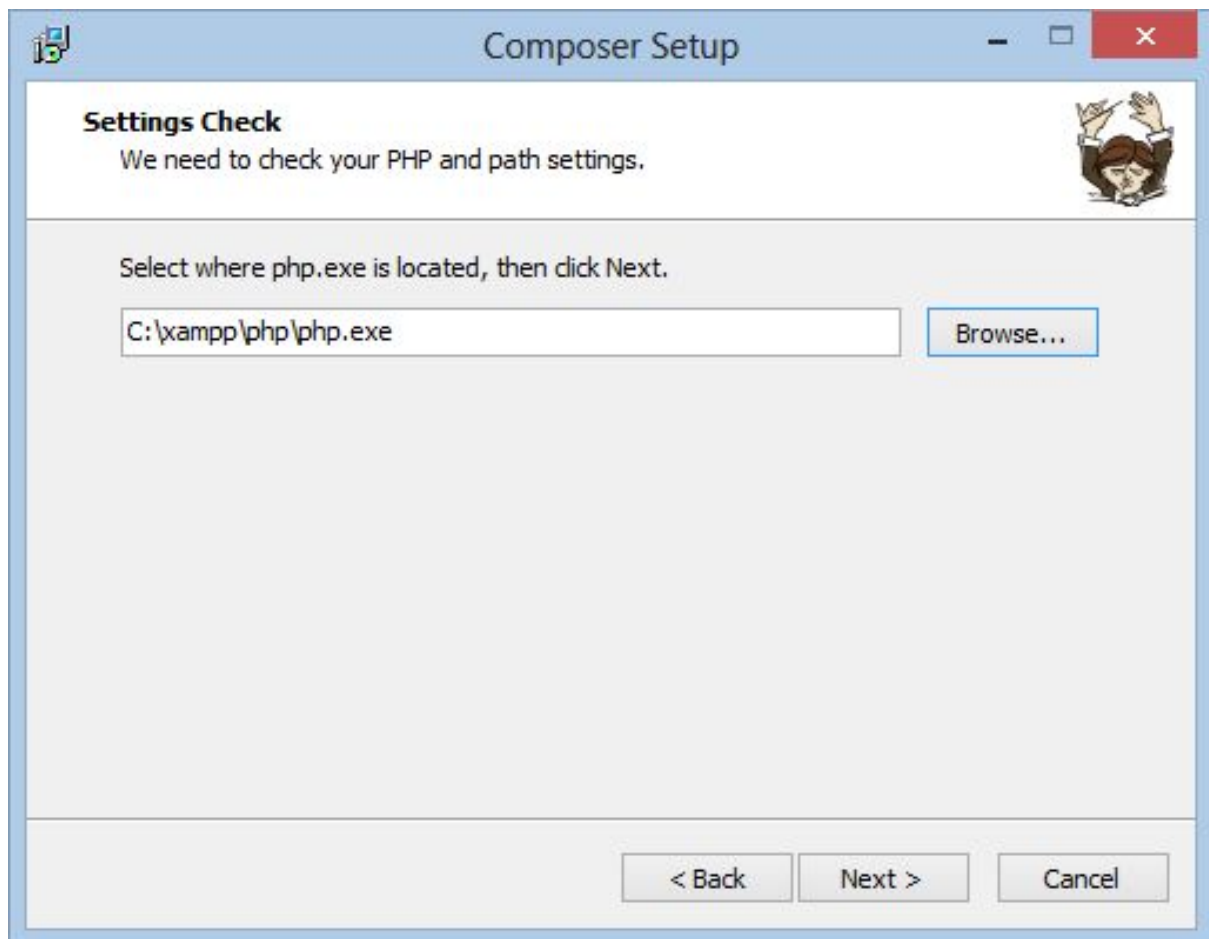 Composer Setup
Settings Check
We need to check your PHP and path settings.
Select where php.exe is located, then click Next.
C:\xampp\php\php.exe
Browse...
< Back
Next >
Cancel